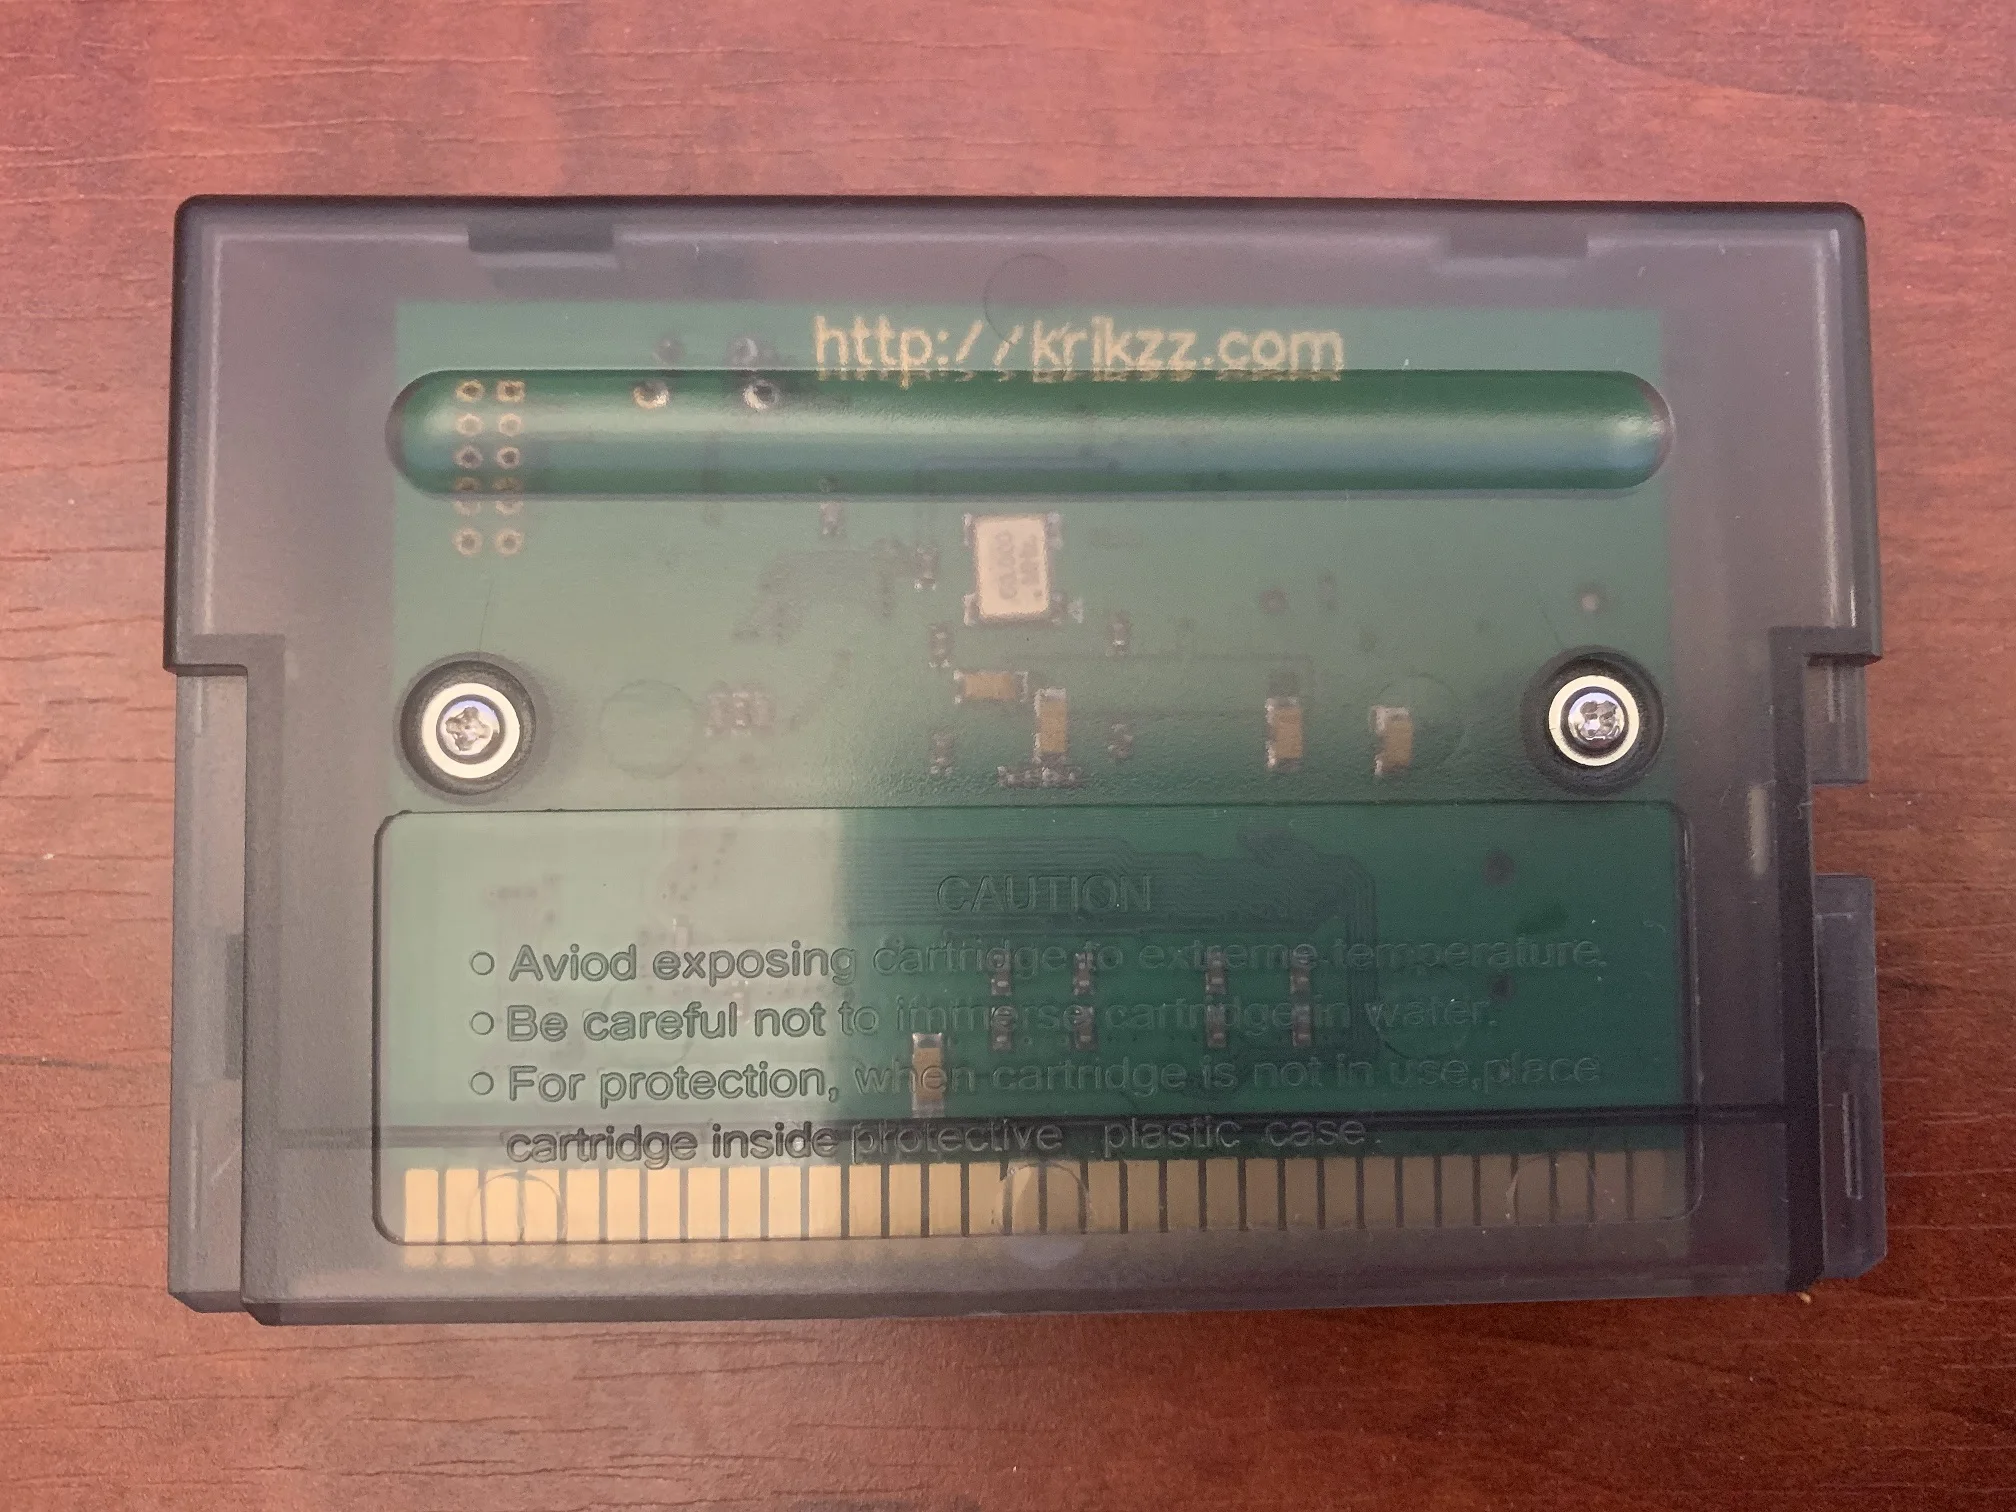 http://krikzz.com
CAUTION
Aviod exposing cartridge to extreme temperature.
Be careful not to immerse cartridge in water.
For protection, when cartridge is not in use,place
cartridge inside protective plastic case.